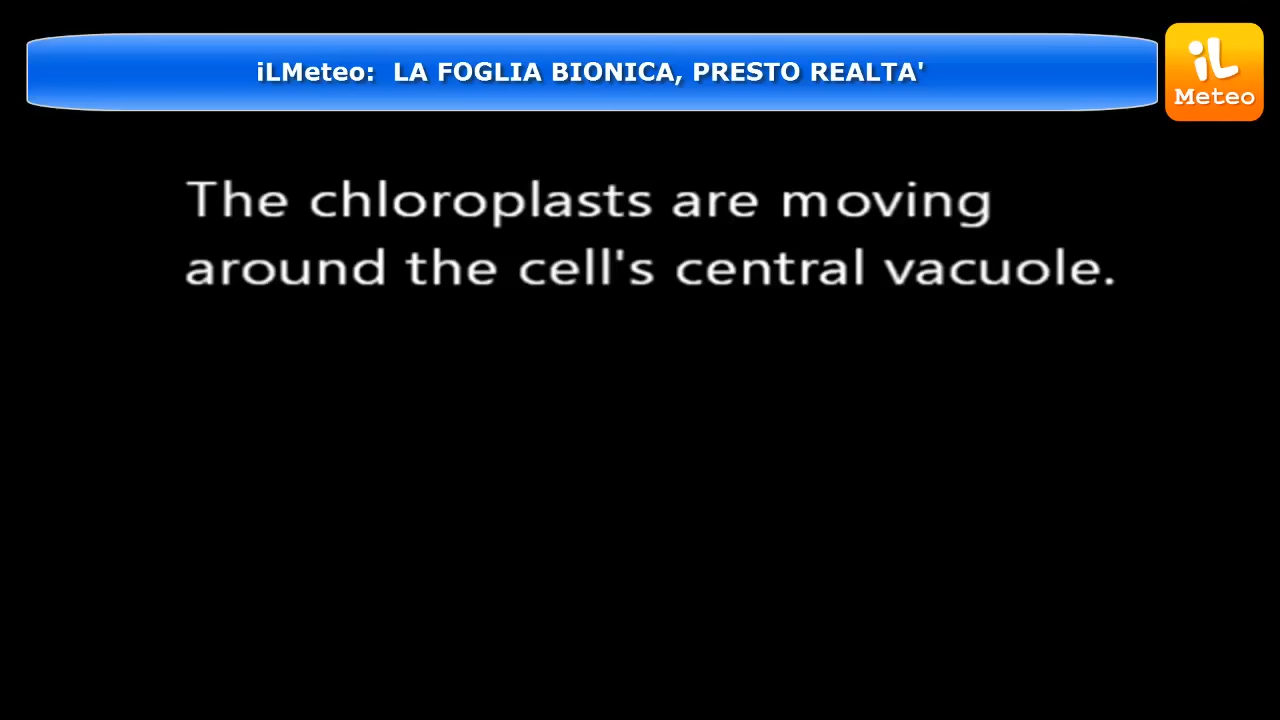 iLMeteo: LA FOGLIA BIONICA, PRESTO REALTA'
iL
Meteo
The chloroplasts are moving
around the cell's central vacuole.